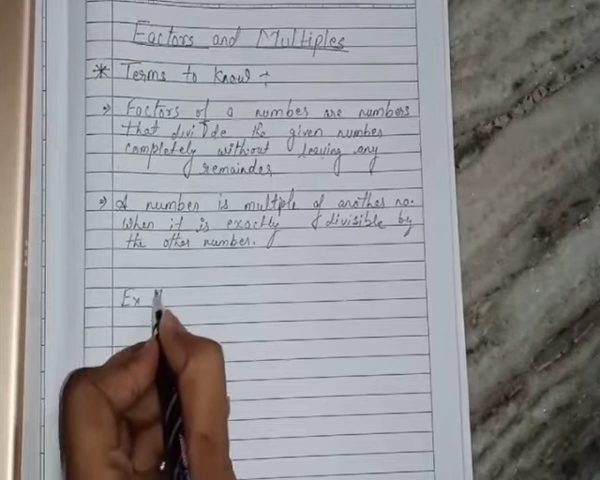 Factors and Multiples
* Terms to know :-
→ Factors of a number are numbers
that divide the given number
completely without leaving any
remainder
→ A number is multiple of another no.
when it is exactly divisible by
the other number.
Ex